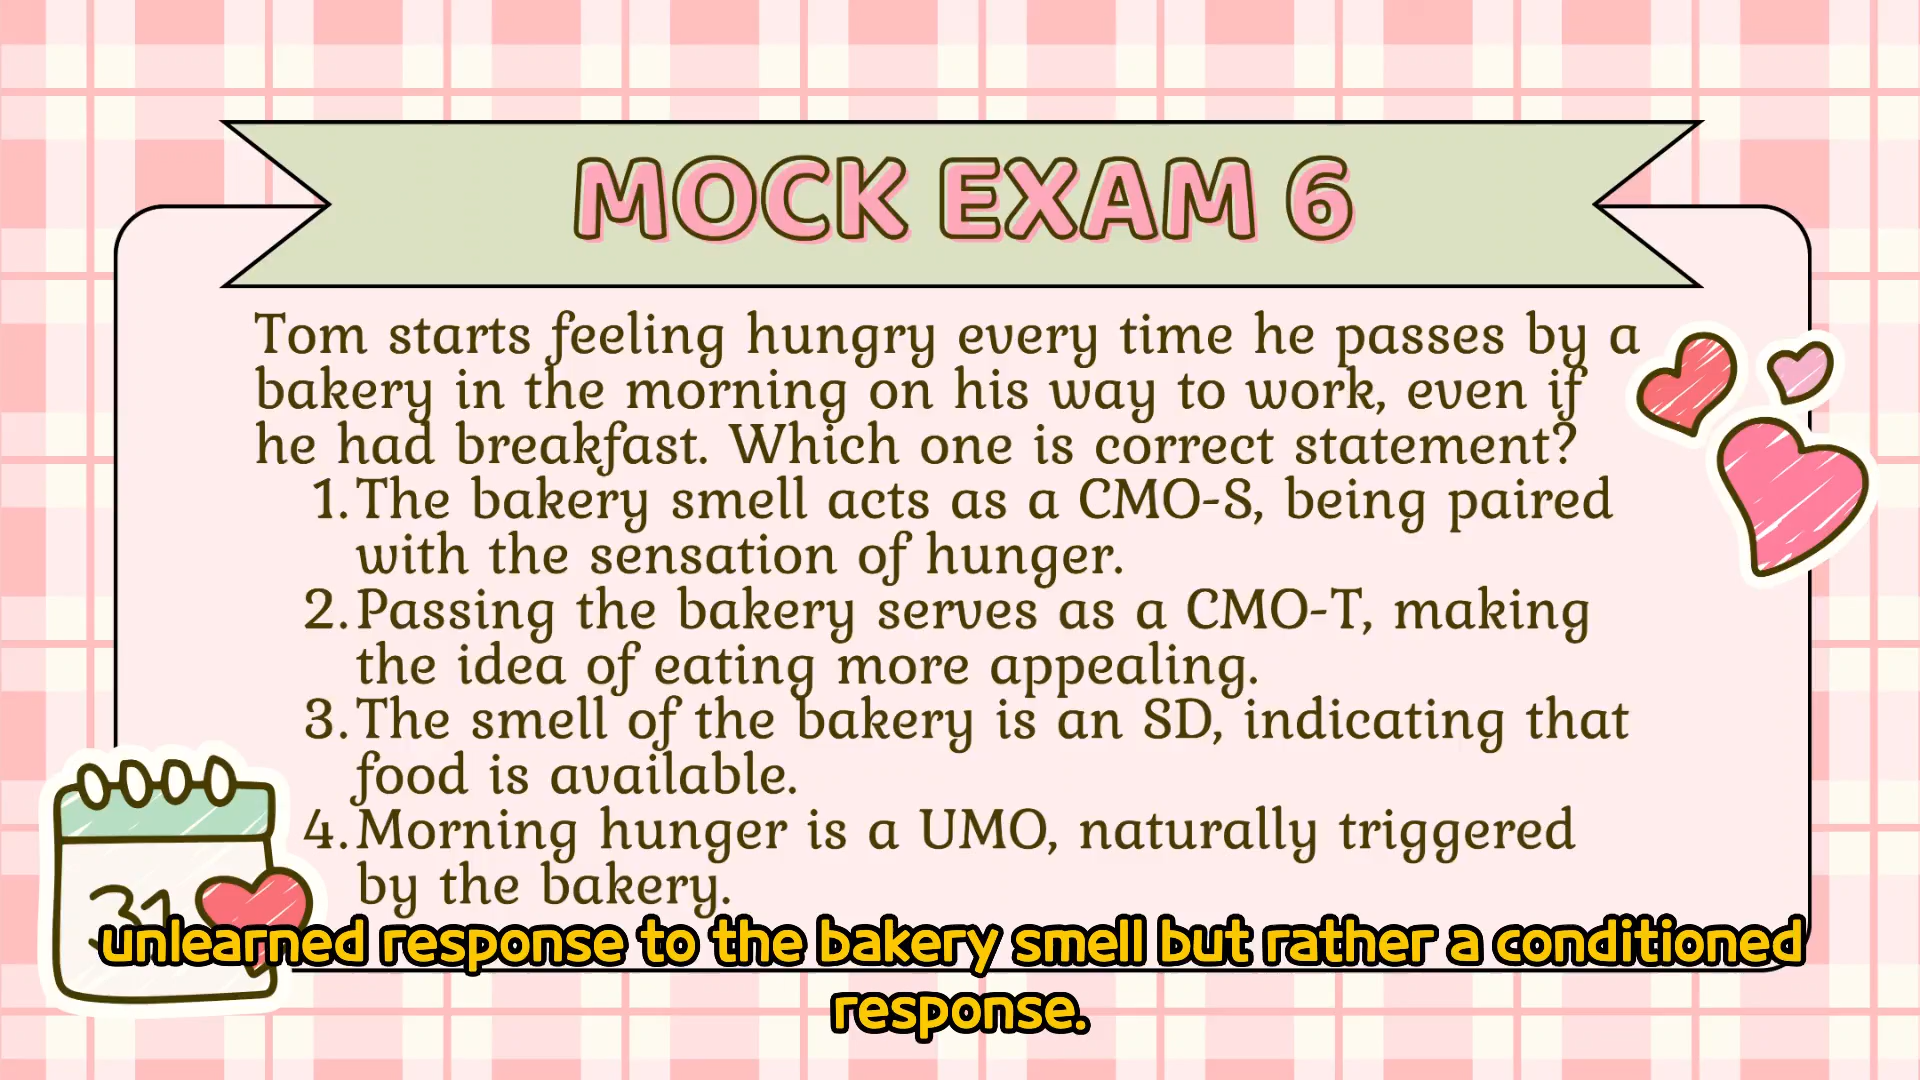 MOCK EXAM 6
Tom starts feeling hungry every time he passes by a
bakery in the morning on his way to work, even if
he had breakfast. Which one is correct statement?
1. The bakery smell acts as a CMO-S, being paired
with the sensation of hunger.
2. Passing the bakery serves as a CMO-T, making
the idea of eating more appealing.
3. The smell of the bakery is an SD, indicating that
food is available.
4. Morning hunger is a UMO, naturally triggered
by the bakery.
31
unlearned response to the bakery smell but rather a conditioned
response.